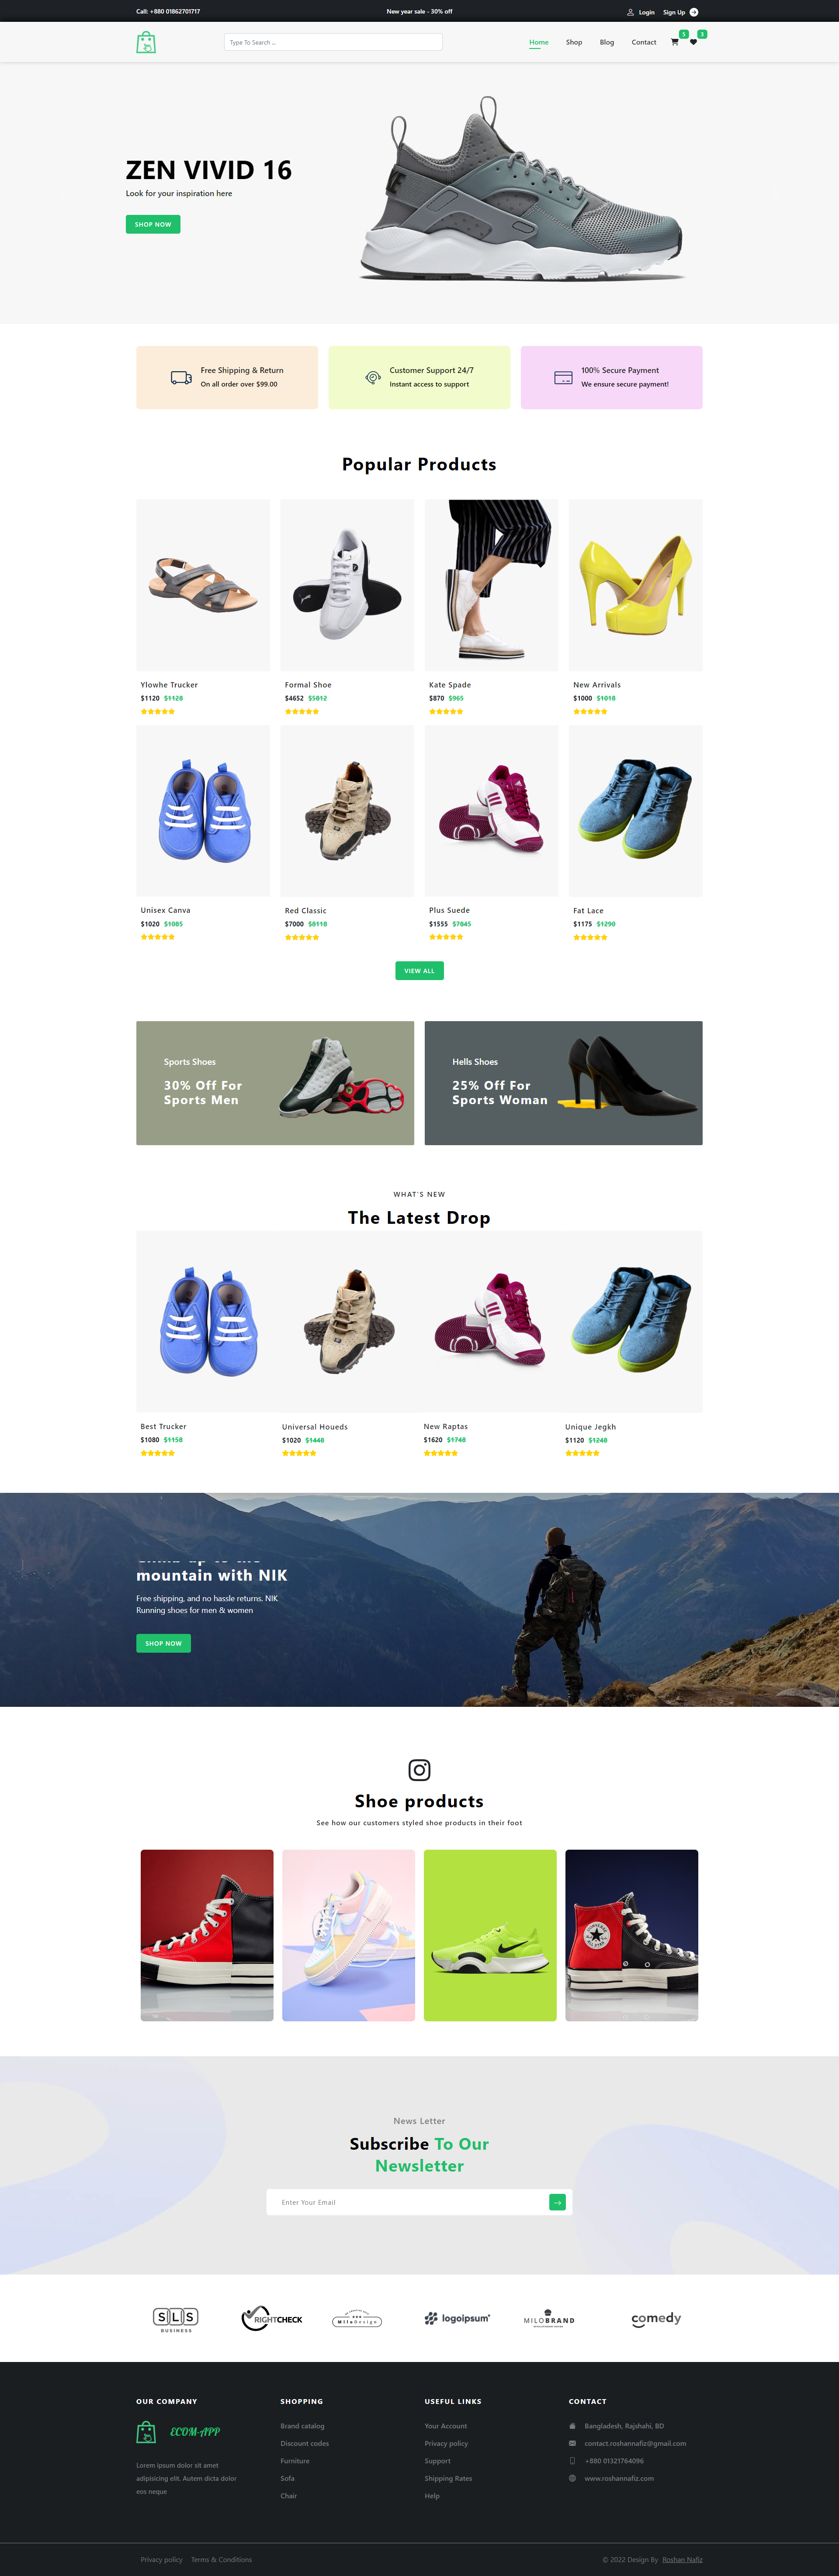 Call: +880 01862701717
New year sale - 30% off
Login
Sign Up
Type To Search ...
Home
Shop
Blog
Contact
5
3
ZEN VIVID 16
Look for your inspiration here
SHOP NOW
Free Shipping & Return
On all order over $99.00
Customer Support 24/7
Instant access to support
100% Secure Payment
We ensure secure payment!
Popular Products
Ylowhe Trucker
$1120 $1128
Formal Shoe
$4652 $5812
Kate Spade
$870 $965
New Arrivals
$1000 $1018
Unisex Canva
$1020 $1085
Red Classic
$7000 $8118
Plus Suede
$1555 $7845
Fat Lace
$1175 $1298
VIEW ALL
Sports Shoes
30% Off For
Sports Men
Hells Shoes
25% Off For
Sports Woman
WHAT'S NEW
The Latest Drop
Best Trucker
$1080 $1158
Universal Houeds
$1020 $1448
New Raptas
$1620 $1748
Unique Jegkh
$1120 $1248
mountain with NIK
Free shipping, and no hassle returns. NIK
Running shoes for men & women
SHOP NOW
Shoe products
See how our customers styled shoe products in their foot
CONVERSE
ALL STAR
News Letter
Subscribe To Our
Newsletter
Enter Your Email
SLS
BUSINESS
RIGHTCHECK
MiloDesign
logoipsum
MILOBRAND
comedy
OUR COMPANY
ECOM-APP
Lorem ipsum dolor sit amet
adipisicing elit. Autem dicta dolor
eos neque
SHOPPING
Brand catalog
Discount codes
Furniture
Sofa
Chair
USEFUL LINKS
Your Account
Privacy policy
Support
Shipping Rates
Help
CONTACT
Bangladesh, Rajshahi, BD
contact.roshannafiz@gmail.com
+880 01321764096
www.roshannafiz.com
Privacy policy
Terms & Conditions
© 2022 Design By Roshan Nafiz